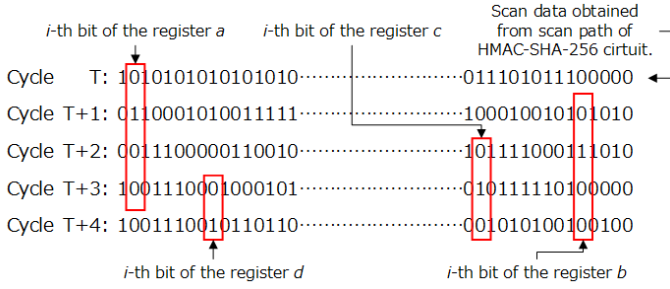 Scan data obtained
from scan path of
HMAC-SHA-256 cirtuit.
i-th bit of the register a
i-th bit of the register c
Cycle T: 1010101010101010···························011101011100000
Cycle T+1: 0110001010011111···························100010010101010
Cycle T+2: 0011100000110010···························101111000111010
Cycle T+3: 1001110001000101···························010111110100000
Cycle T+4: 1001110010110110···························001010100100100
i-th bit of the register d
i-th bit of the register b